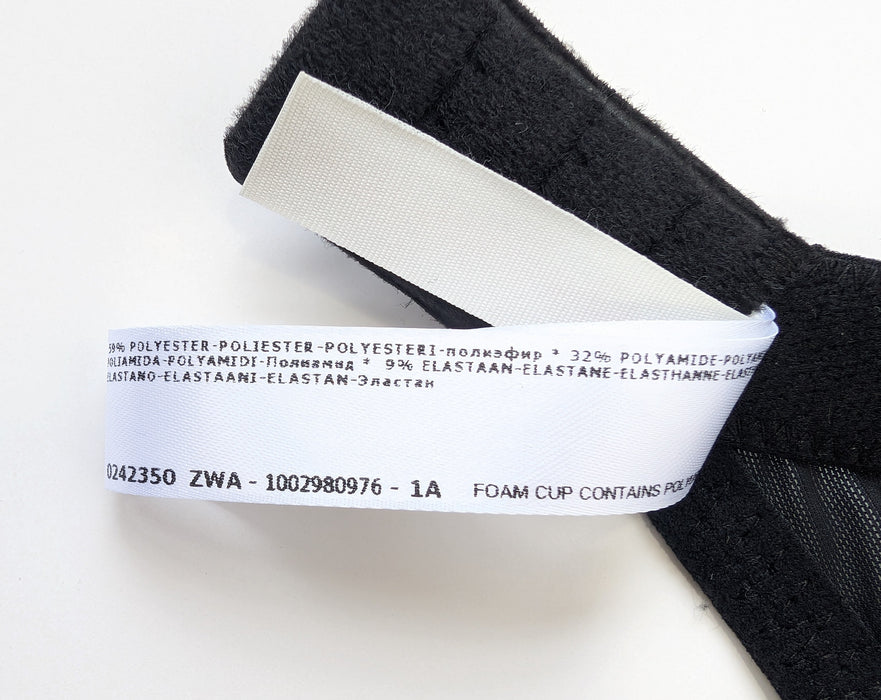 59% POLYESTER-POLIESTER-POLYESTERI-полиэфир * 32% POLYAMIDE-
POLIAMIDA-POLYAMIDI-Полиамид * 9% ELASTAAN-ELASTANE-ELASTHANNE-
ELASTANO-ELASTAANI-ELASTAN-Эластан
0242350 ZWA - 1002980976 - 1A FOAM CUP CONTAINS